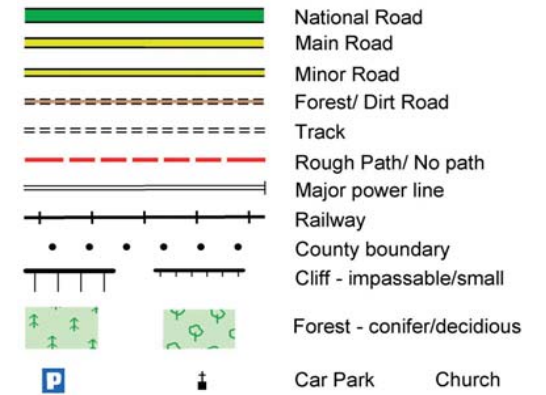 National Road
Main Road
Minor Road
Forest/ Dirt Road
Track
Rough Path/ No path
Major power line
Railway
County boundary
Cliff - impassable/small
Forest - conifer/decidious
P
Car Park Church